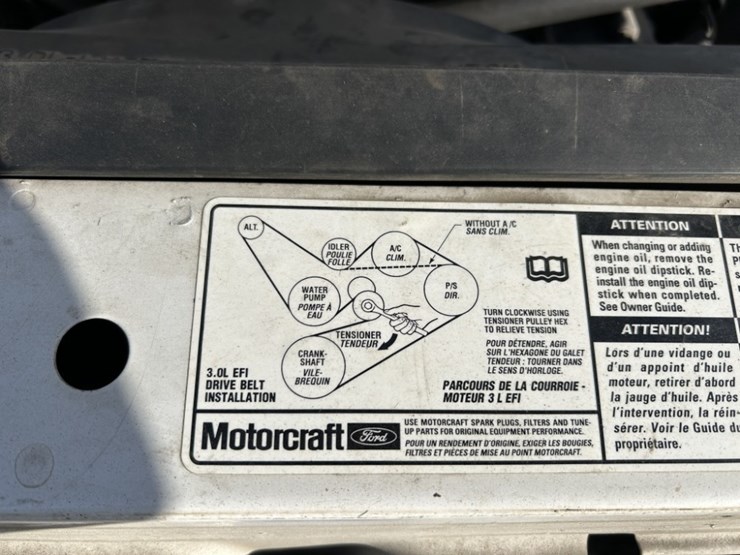 ALT.
IDLER
POULIE
FOLLE
A/C
CLIM.
WITHOUT A/C
SANS CLIM.
P/S
DIR.
WATER
PUMP
POMPE À
EAU
TENSIONER
TENDEUR
CRANK-
SHAFT
VILE-
BREQUIN
TURN CLOCKWISE USING
TENSIONER PULLEY HEX
TO RELIEVE TENSION
POUR DÉTENDRE, AGIR
SUR L'HEXAGONE OU GALET
TENDEUR : TOURNER DANS
LE SENS D'HORLOGE.
3.0L EFI
DRIVE BELT
INSTALLATION
PARCOURS DE LA COURROIE -
MOTEUR 3 L EFI
Motorcraft Ford
USE MOTORCRAFT SPARK PLUGS, FILTERS AND TUNE-
UP PARTS FOR ORIGINAL EQUIPMENT PERFORMANCE.
POUR UN RENDEMENT D'ORIGINE, EXIGER LES BOUGIES,
FILTRES ET PIÈCES DE MISE AU POINT MOTORCRAFT.
ATTENTION
When changing or adding
engine oil, remove the
engine oil dipstick. Re-
install the engine oil dip-
stick when completed.
See Owner Guide.
ATTENTION!
Lors d'une vidange ou
d'un appoint d'huile
moteur, retirer d'abord
la jauge d'huile. Après
l'intervention, la réin-
sérer. Voir le Guide du
propriétaire.